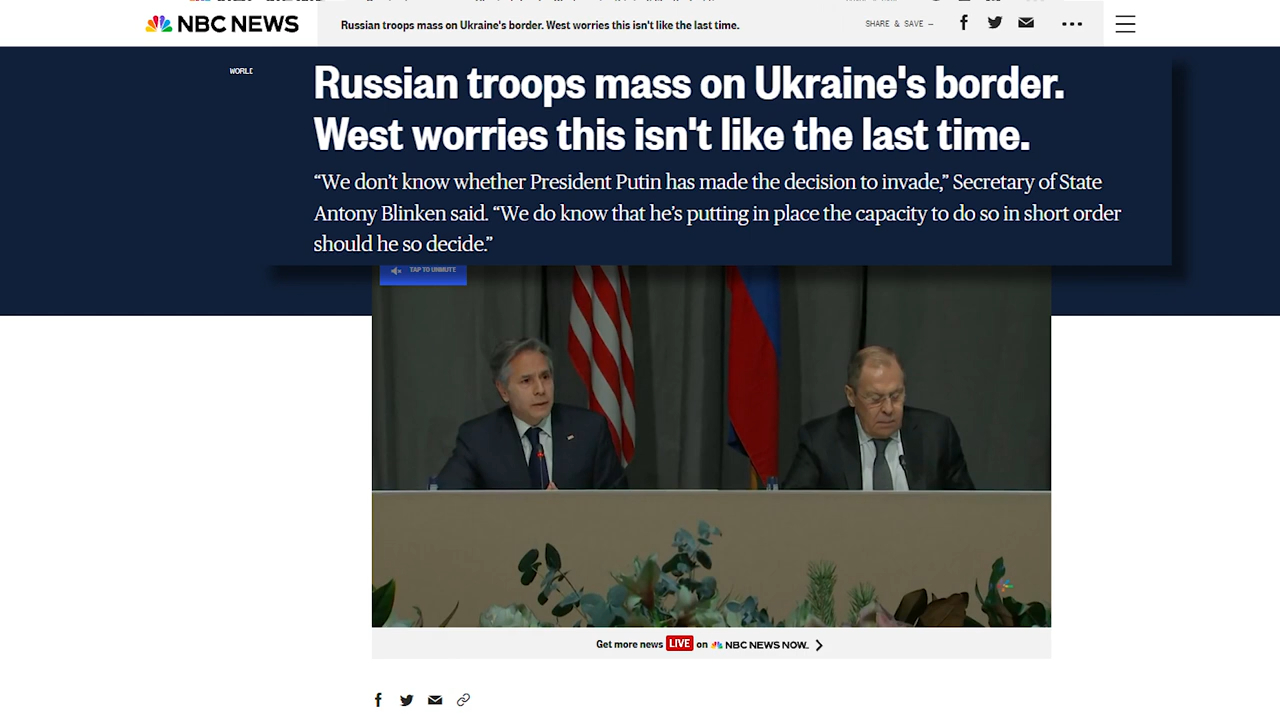 NBC NEWS
Russian troops mass on Ukraine's border. West worries this isn't like the last time.
SHARE & SAVE —
WORLD
Russian troops mass on Ukraine's border.
West worries this isn't like the last time.
“We don’t know whether President Putin has made the decision to invade,” Secretary of State
Antony Blinken said. “We do know that he’s putting in place the capacity to do so in short order
should he so decide.”
TAP TO UNMUTE
Get more news LIVE on NBC NEWS NOW.